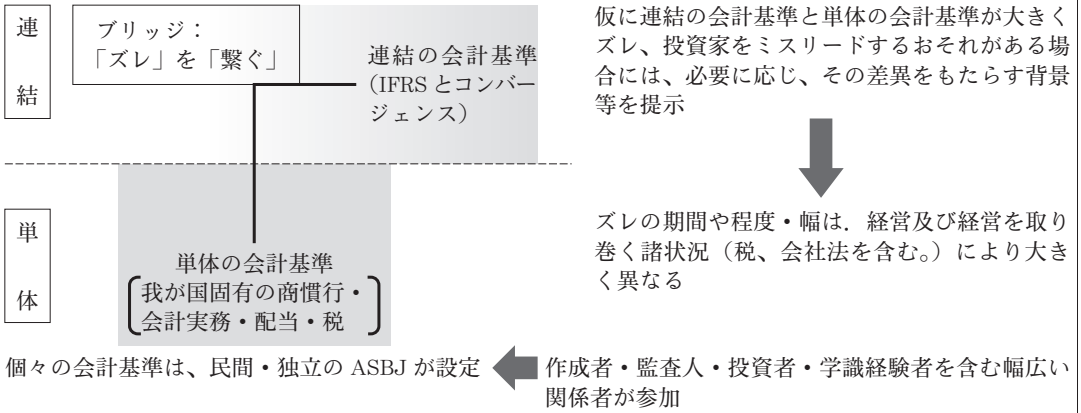 連結
ブリッジ：
「ズレ」を「繋ぐ」
連結の会計基準
（IFRS とコンバー
ジェンス）
仮に連結の会計基準と単体の会計基準が大きく
ズレ、投資家をミスリードするおそれがある場
合には、必要に応じ、その差異をもたらす背景
等を提示
単体
単体の会計基準
我が国固有の商慣行・
会計実務・配当・税
ズレの期間や程度・幅は．経営及び経営を取り
巻く諸状況（税、会社法を含む。）により大き
く異なる
個々の会計基準は、民間・独立の ASBJ が設定
作成者・監査人・投資者・学識経験者を含む幅広い
関係者が参加